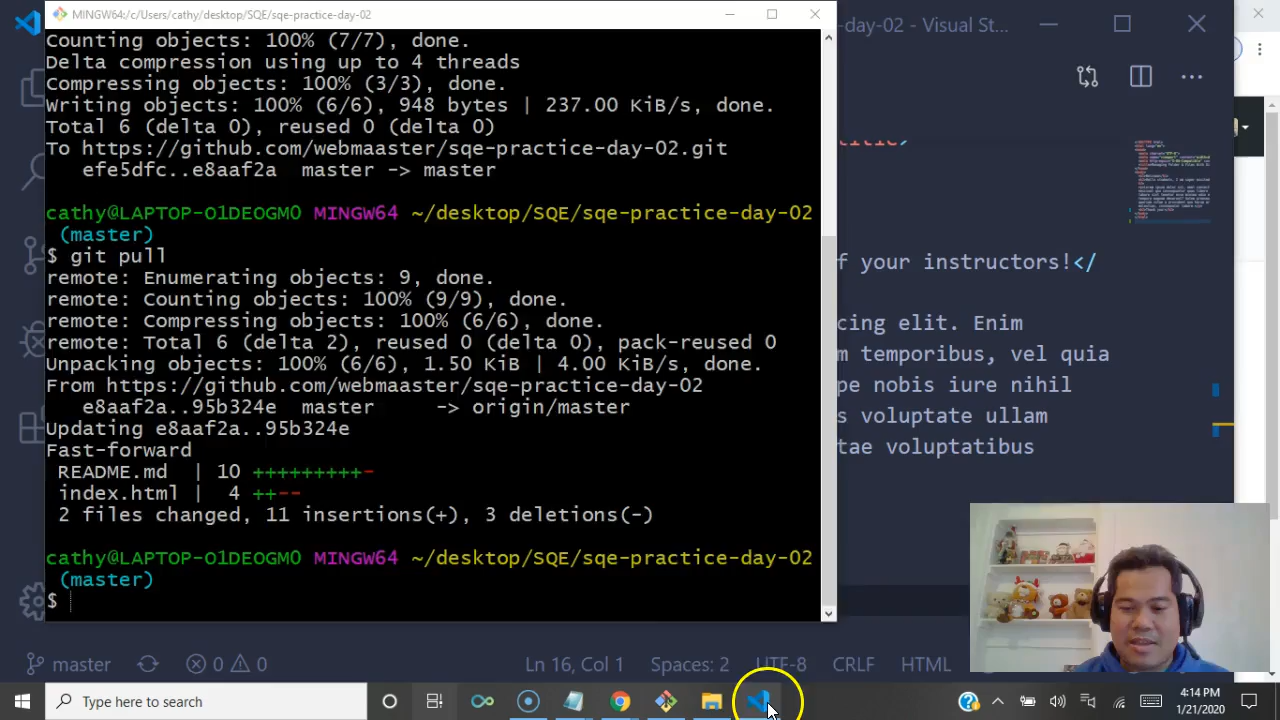 MINGW64:/c/Users/cathy/desktop/SQE/sqe-practice-day-02
-day-02 - Visual St...
Counting objects: 100% (7/7), done.
Delta compression using up to 4 threads
Compressing objects: 100% (3/3), done.
Writing objects: 100% (6/6), 948 bytes | 237.00 KiB/s, done.
Total 6 (delta 0), reused 0 (delta 0)
To https://github.com/webmaaster/sqe-practice-day-02.git
efe5dfc..e8aaf2a master -> master
cathy@LAPTOP-O1DEOGM0 MINGW64 ~/desktop/SQE/sqe-practice-day-02
(master)
$ git pull
remote: Enumerating objects: 9, done.
remote: Counting objects: 100% (9/9), done.
remote: Compressing objects: 100% (6/6), done.
remote: Total 6 (delta 2), reused 0 (delta 0), pack-reused 0
Unpacking objects: 100% (6/6), 1.50 KiB | 4.00 KiB/s, done.
From https://github.com/webmaaster/sqe-practice-day-02
e8aaf2a..95b324e master -> origin/master
Updating e8aaf2a..95b324e
Fast-forward
README.md | 10 +++++++++-
index.html | 4 ++--
2 files changed, 11 insertions(+), 3 deletions(-)
cathy@LAPTOP-O1DEOGM0 MINGW64 ~/desktop/SQE/sqe-practice-day-02
(master)
$
f your instructors!</
cing elit. Enim
m temporibus, vel quia
pe nobis iure nihil
s voluptate ullam
tae voluptatibus
master
0 0
Ln 16, Col 1
Spaces: 2
UTF-8
CRLF
HTML
Type here to search
4:14 PM
1/21/2020